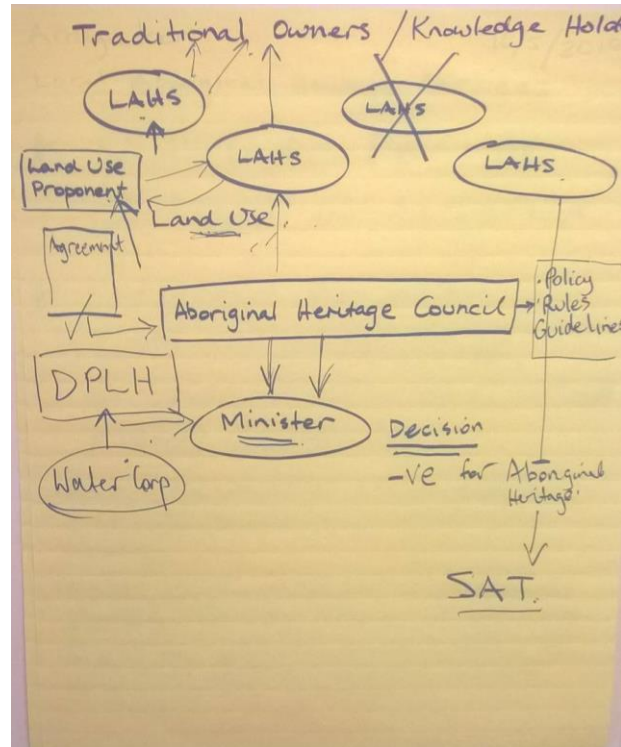 Traditional Owners / Knowledge Hold
LAHS
LAHS
LAHS
LAHS
Land Use
Proponent
Land Use
Agreement
Aboriginal Heritage Council
· Policy
· Rules
Guidelines
DPLH
Minister
Decision
-ve for Aboriginal
Heritage.
Water Corp
SAT.